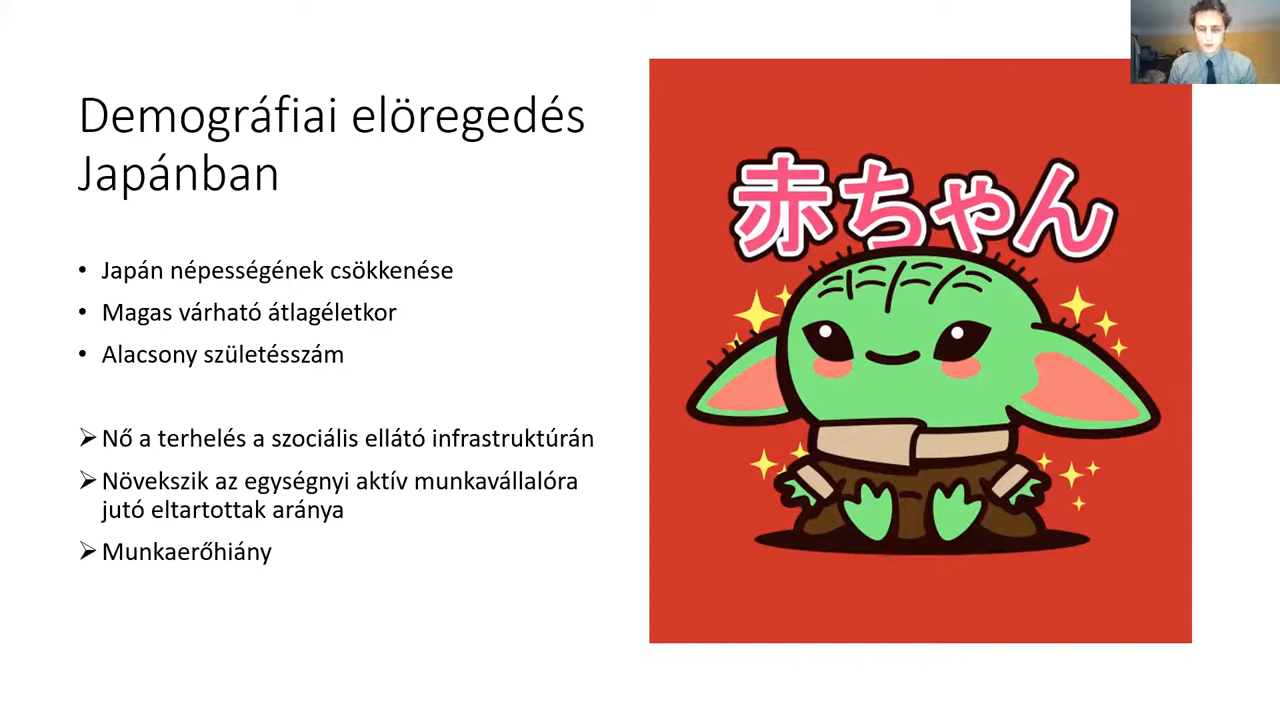 Demográfiai elöregedés
Japánban
• Japán népességének csökkenése
• Magas várható átlagéletkor
• Alacsony születésszám
➢ Nő a terhelés a szociális ellátó infrastruktúrán
➢ Növekszik az egységnyi aktív munkavállalóra
jutó eltartottak aránya
➢ Munkaerőhiány
赤ちゃん